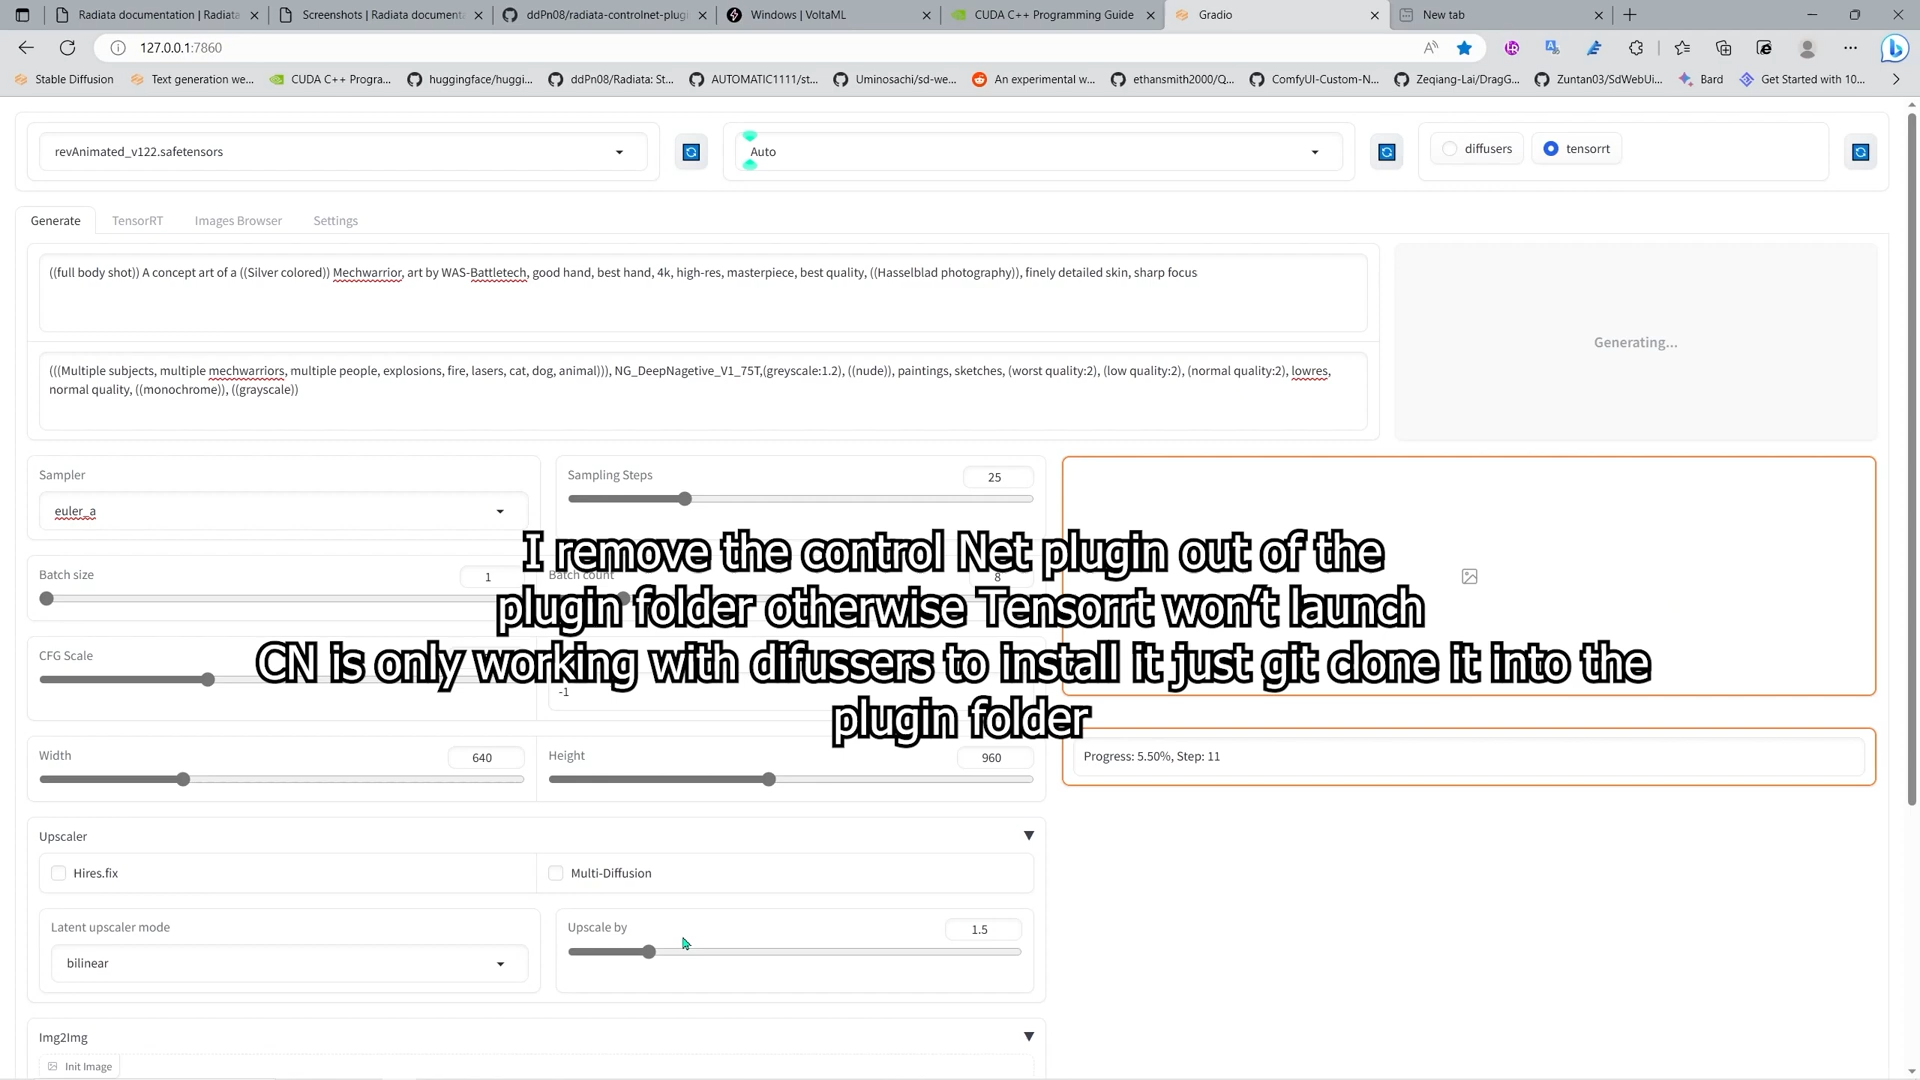 Radiata documentation | Radiata
Screenshots | Radiata documenta
ddPn08/radiata-controlnet-plugi
Windows | VoltaML
CUDA C++ Programming Guide
Gradio
New tab
127.0.0.1:7860
Stable Diffusion
Text generation we...
CUDA C++ Progra...
huggingface/huggi...
ddPn08/Radiata: St...
AUTOMATIC1111/st...
Uminosachi/sd-we...
An experimental w...
ethansmith2000/Q...
ComfyUI-Custom-N...
Zeqiang-Lai/DragG...
Zuntan03/SdWebUi...
Bard
Get Started with 10...
revAnimated_v122.safetensors
Auto
diffusers
tensorrt
Generate
TensorRT
Images Browser
Settings
((full body shot)) A concept art of a ((Silver colored)) Mechwarrior, art by WAS-Battletech, good hand, best hand, 4k, high-res, masterpiece, best quality, ((Hasselblad photography)), finely detailed skin, sharp focus
Generating...
(((Multiple subjects, multiple mechwarriors, multiple people, explosions, fire, lasers, cat, dog, animal))), NG_DeepNagetive_V1_75T,(greyscale:1.2), ((nude)), paintings, sketches, (worst quality:2), (low quality:2), (normal quality:2), lowres,
normal quality, ((monochrome)), ((grayscale))
Sampler
euler_a
Sampling Steps
25
I remove the control Net plugin out of the
plugin folder otherwise Tensorrt won't launch
CN is only working with difussers to install it just git clone it into the
plugin folder
Batch size
1
Batch count
8
CFG Scale
-1
Width
640
Height
960
Progress: 5.50%, Step: 11
Upscaler
Hires.fix
Multi-Diffusion
Latent upscaler mode
bilinear
Upscale by
1.5
Img2Img
Init Image